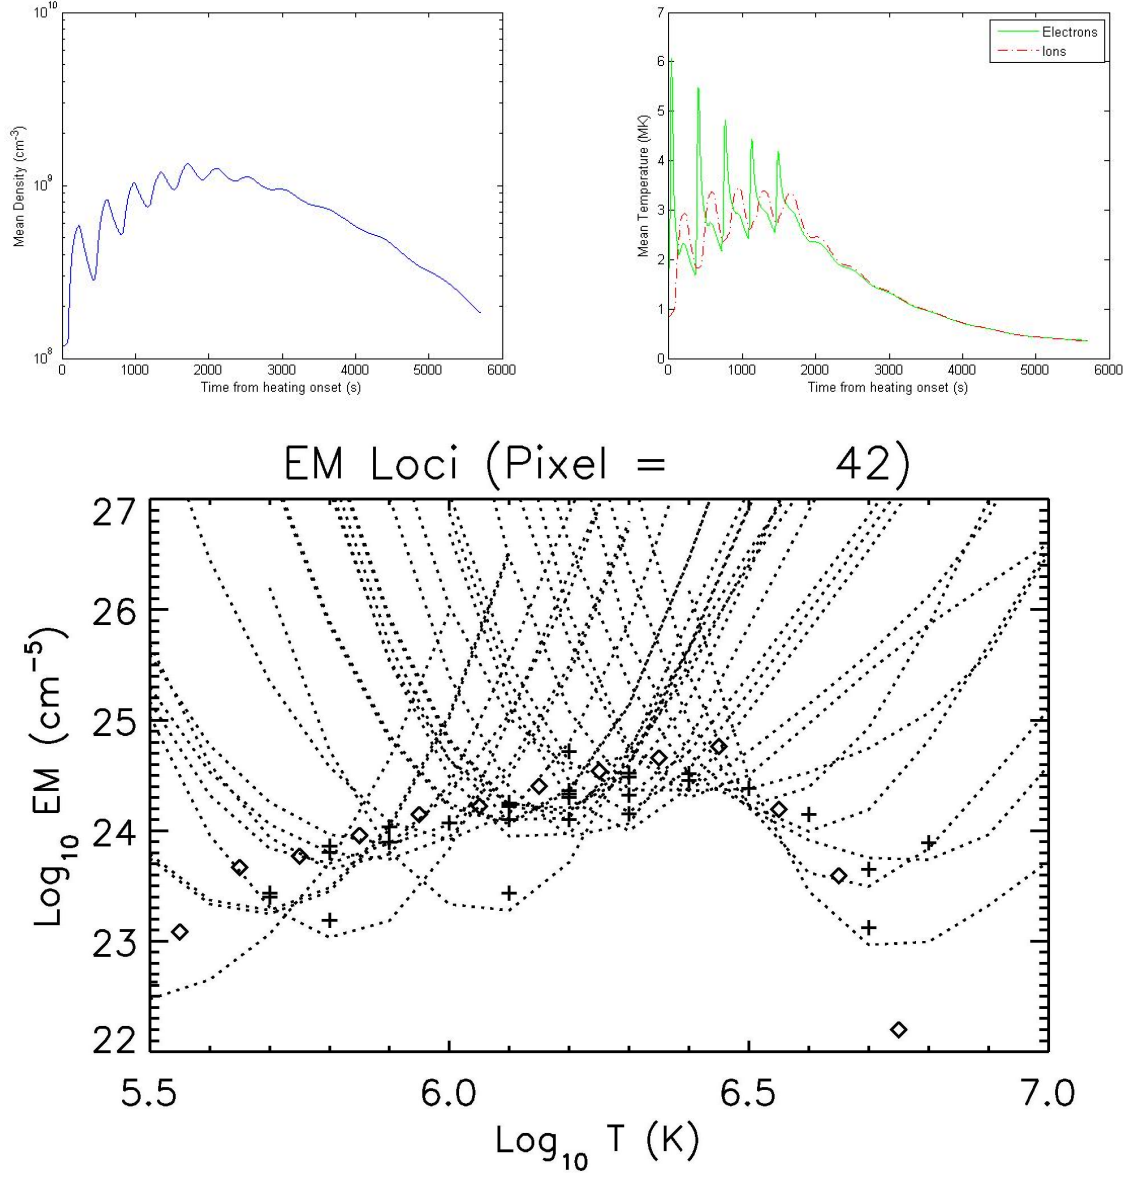 10^10
10^9
10^8
Mean Density (cm^-3)
0 1000 2000 3000 4000 5000 6000
Time from heating onset (s)
7
6
5
4
3
2
1
0
Mean Temperature (MK)
Electrons
Ions
0 1000 2000 3000 4000 5000 6000
Time from heating onset (s)
EM Loci (Pixel = 42)
27
26
25
24
23
22
Log10 EM (cm^-5)
5.5 6.0 6.5 7.0
Log10 T (K)